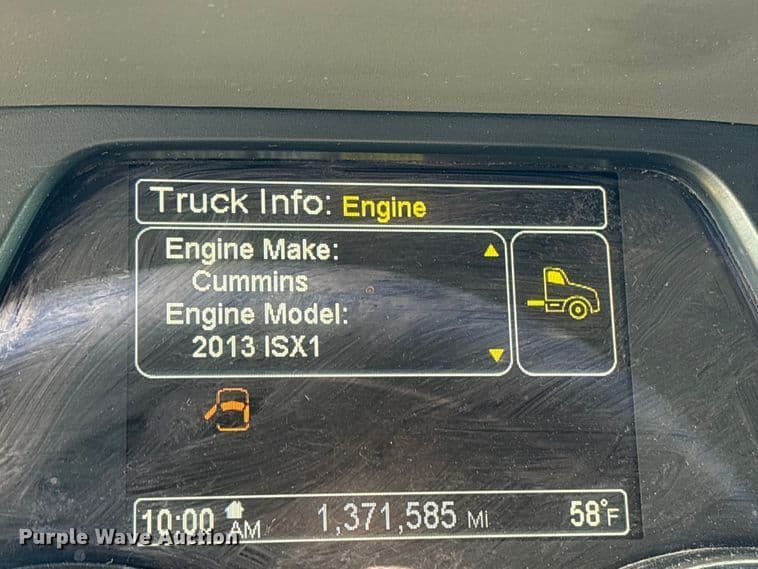 Truck Info: Engine
Engine Make:
Cummins
Engine Model:
2013 ISX1
10:00 AM 1,371,585 Mi 58°F
Purple Wave Auction